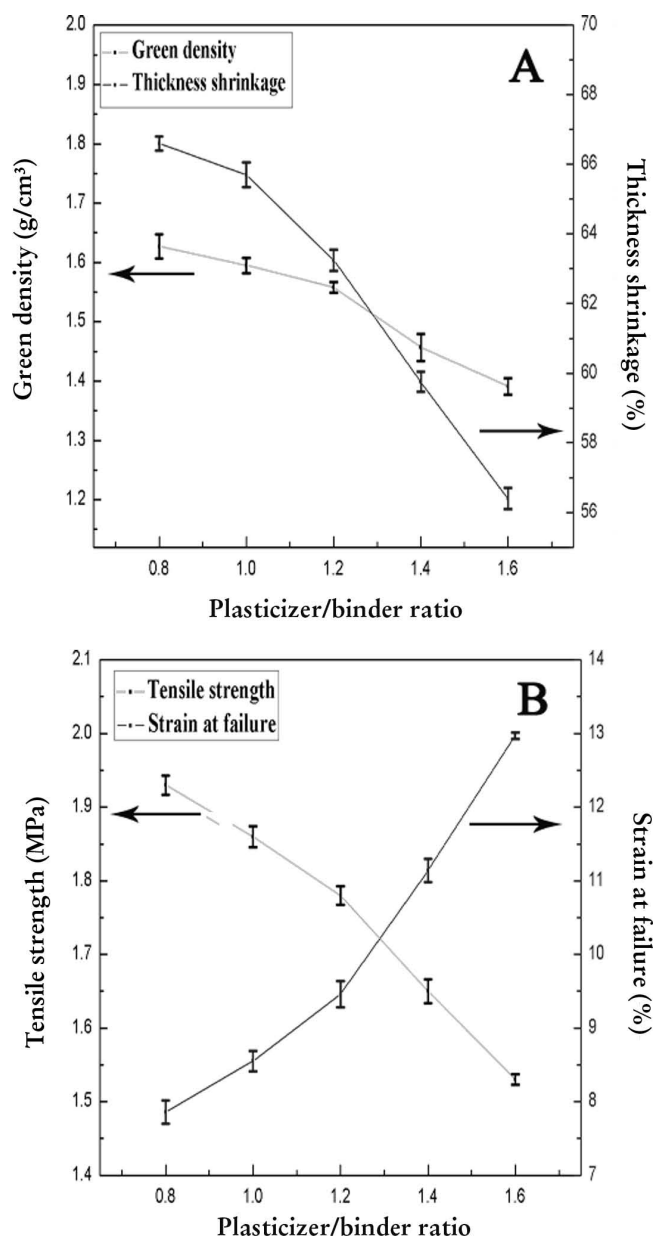 A
Green density
Thickness shrinkage
Green density (g/cm³)
2.0
1.9
1.8
1.7
1.6
1.5
1.4
1.3
1.2
70
68
66
64
62
60
58
56
Thickness shrinkage (%)
0.8 1.0 1.2 1.4 1.6
Plasticizer/binder ratio
B
Tensile strength
Strain at failure
Tensile strength (MPa)
2.1
2.0
1.9
1.8
1.7
1.6
1.5
1.4
14
13
12
11
10
9
8
7
Strain at failure (%)
0.8 1.0 1.2 1.4 1.6
Plasticizer/binder ratio